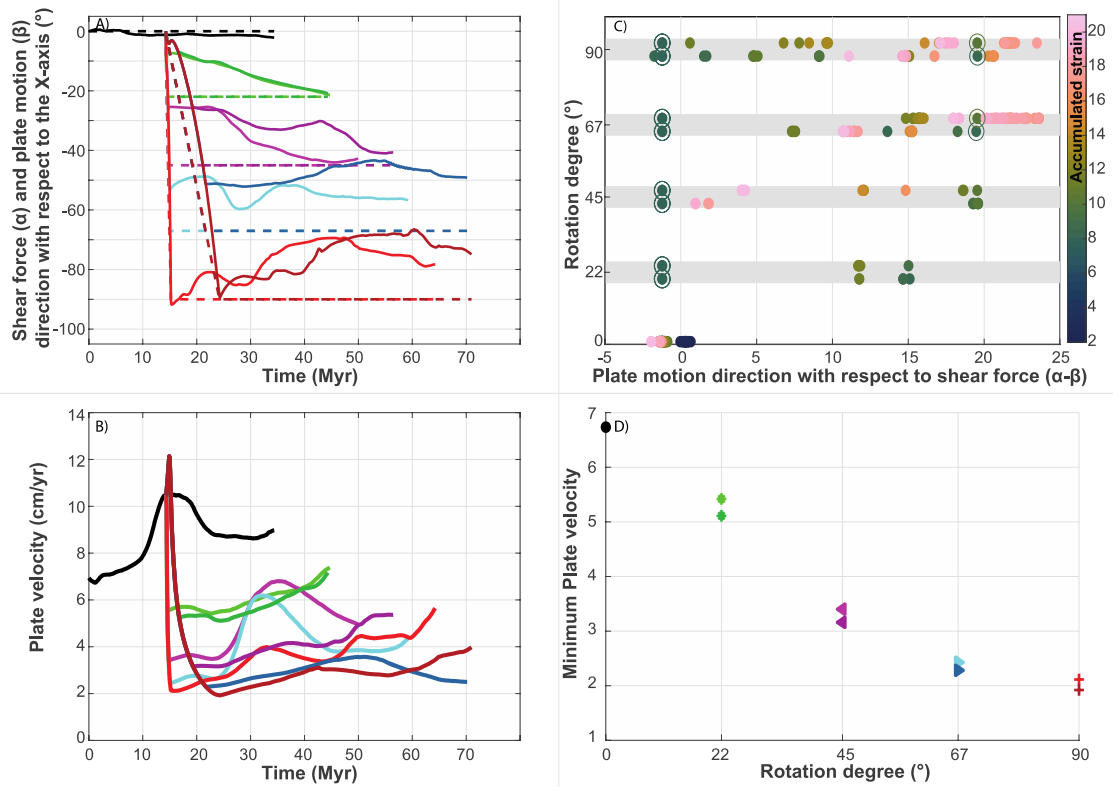 A)
Shear force (α) and plate motion (β)
direction with respect to the X-axis (°)
0
-20
-40
-60
-80
-100
0 10 20 30 40 50 60 70
Time (Myr)
C)
Rotation degree (°)
90
67
45
22
0
-5 0 5 10 15 20 25
Plate motion direction with respect to shear force (α-β)
Accumulated strain
20
18
16
14
12
10
8
6
4
2
B)
Plate velocity (cm/yr)
14
12
10
8
6
4
2
0
0 10 20 30 40 50 60 70
Time (Myr)
D)
Minimum Plate velocity
7
6
5
4
3
2
1
0 22 45 67 90
Rotation degree (°)